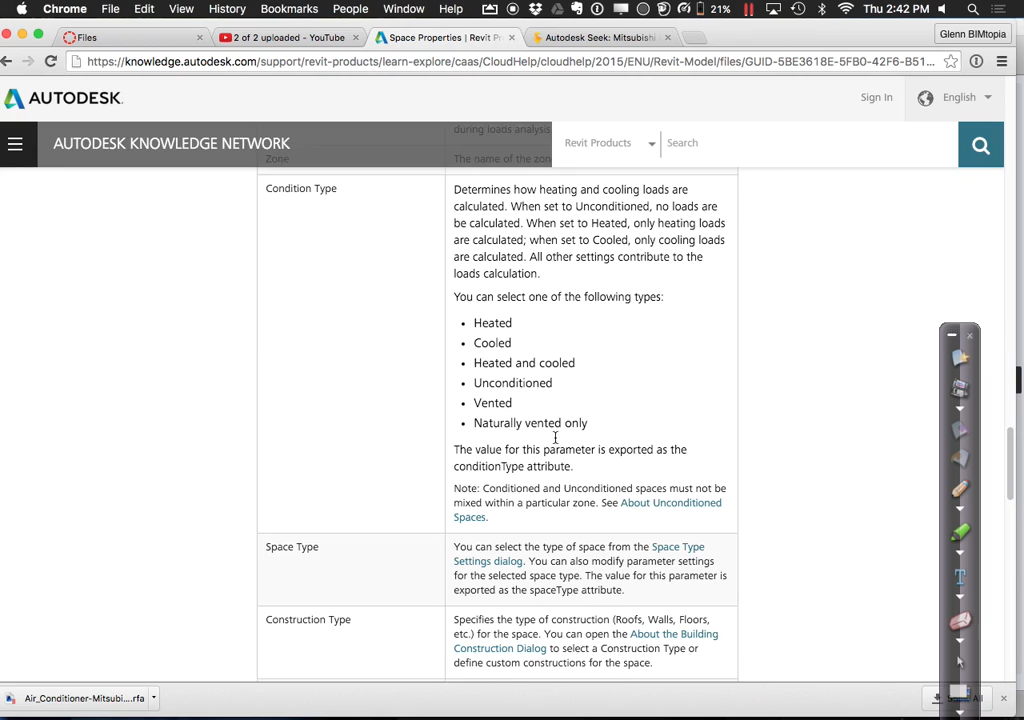 Chrome File Edit View History Bookmarks People Window Help 21% Thu 2:42 PM
Files
2 of 2 uploaded - YouTube
Space Properties | Revit Pr
Autodesk Seek: Mitsubishi
Glenn BIMtopia
https://knowledge.autodesk.com/support/revit-products/learn-explore/caas/CloudHelp/cloudhelp/2015/ENU/Revit-Model/files/GUID-5BE3618E-5FB0-42F6-B51...
AUTODESK.
Sign In
English
AUTODESK KNOWLEDGE NETWORK
Revit Products
Search
during loads analysis
Zone
The name of the zon
Condition Type
Determines how heating and cooling loads are
calculated. When set to Unconditioned, no loads are
be calculated. When set to Heated, only heating loads
are calculated; when set to Cooled, only cooling loads
are calculated. All other settings contribute to the
loads calculation.
You can select one of the following types:
• Heated
• Cooled
• Heated and cooled
• Unconditioned
• Vented
• Naturally vented only
The value for this parameter is exported as the
conditionType attribute.
Note: Conditioned and Unconditioned spaces must not be
mixed within a particular zone. See About Unconditioned
Spaces.
Space Type
You can select the type of space from the Space Type
Settings dialog. You can also modify parameter settings
for the selected space type. The value for this parameter is
exported as the spaceType attribute.
Construction Type
Specifies the type of construction (Roofs, Walls, Floors,
etc.) for the space. You can open the About the Building
Construction Dialog to select a Construction Type or
define custom constructions for the space.
Air_Conditioner-Mitsubi....rfa
All